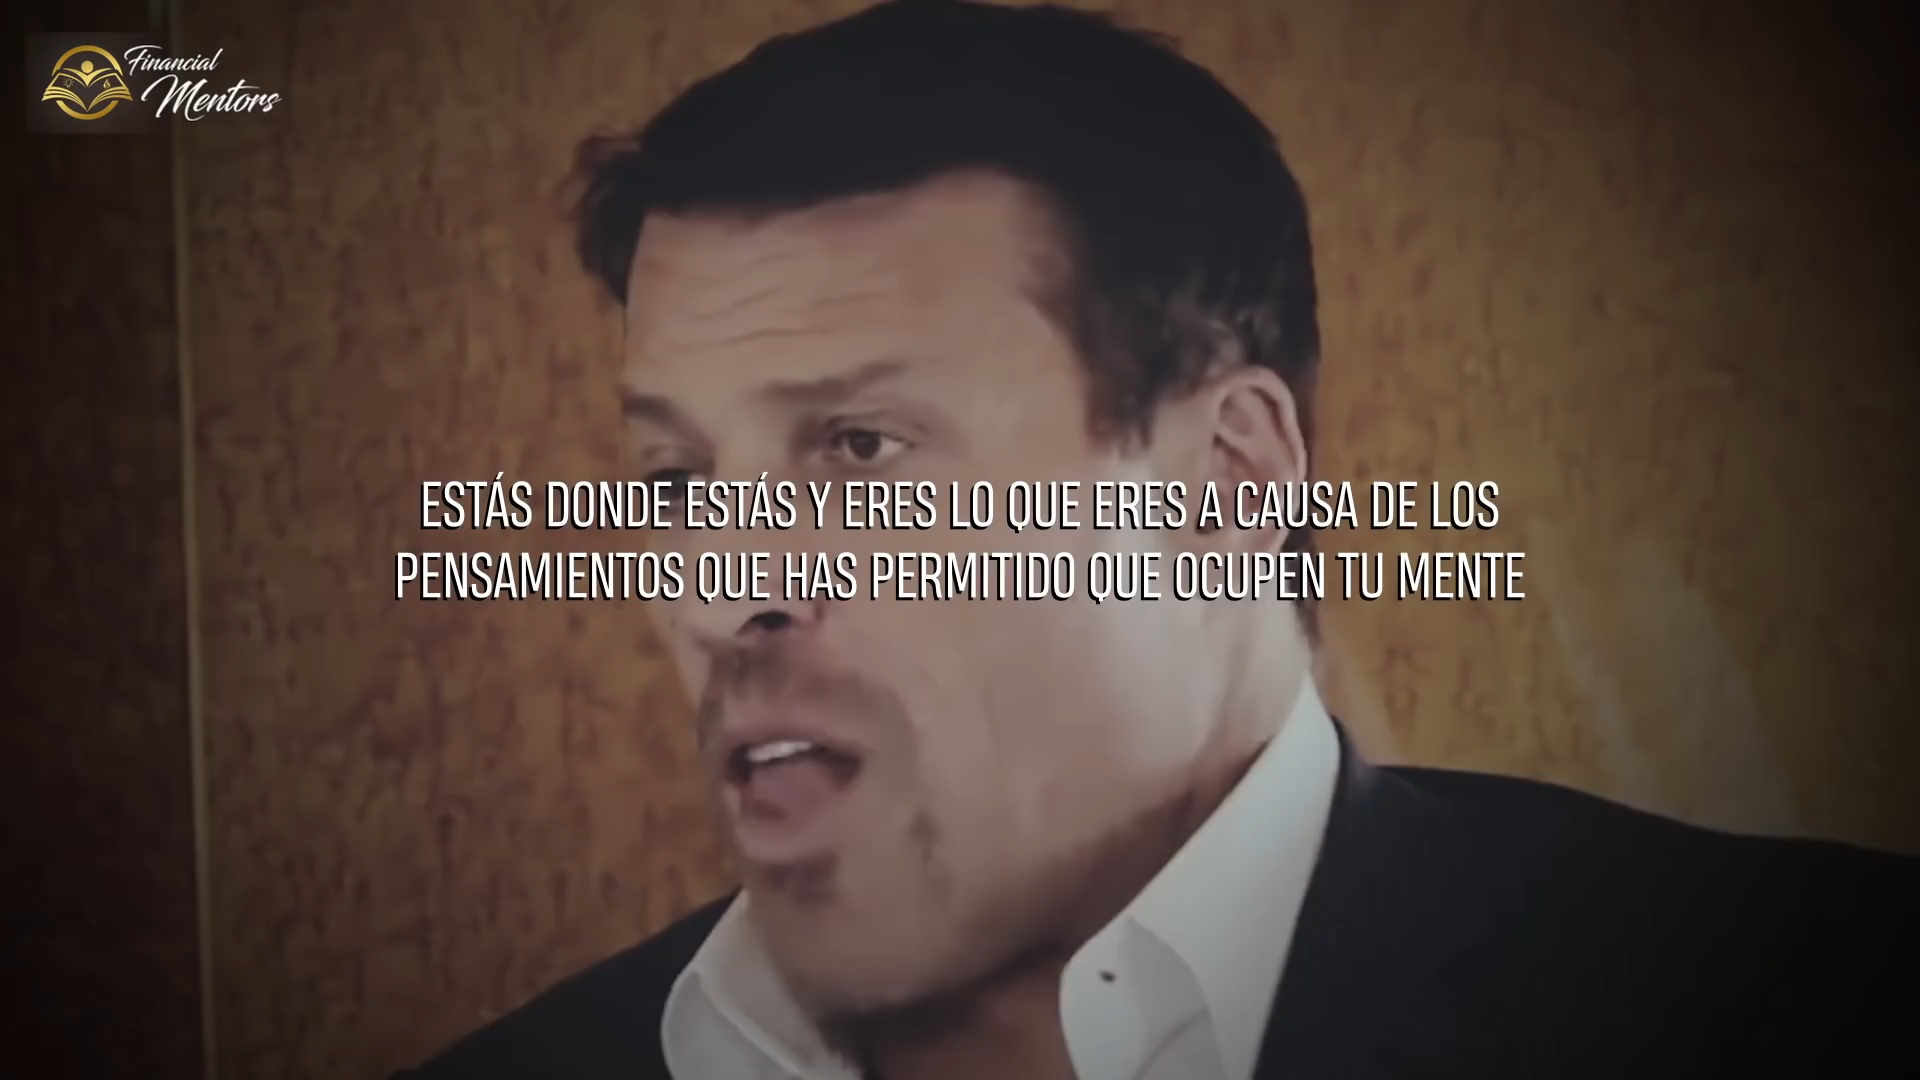 Financial
Mentors
ESTÁS DONDE ESTÁS Y ERES LO QUE ERES A CAUSA DE LOS
PENSAMIENTOS QUE HAS PERMITIDO QUE OCUPEN TU MENTE